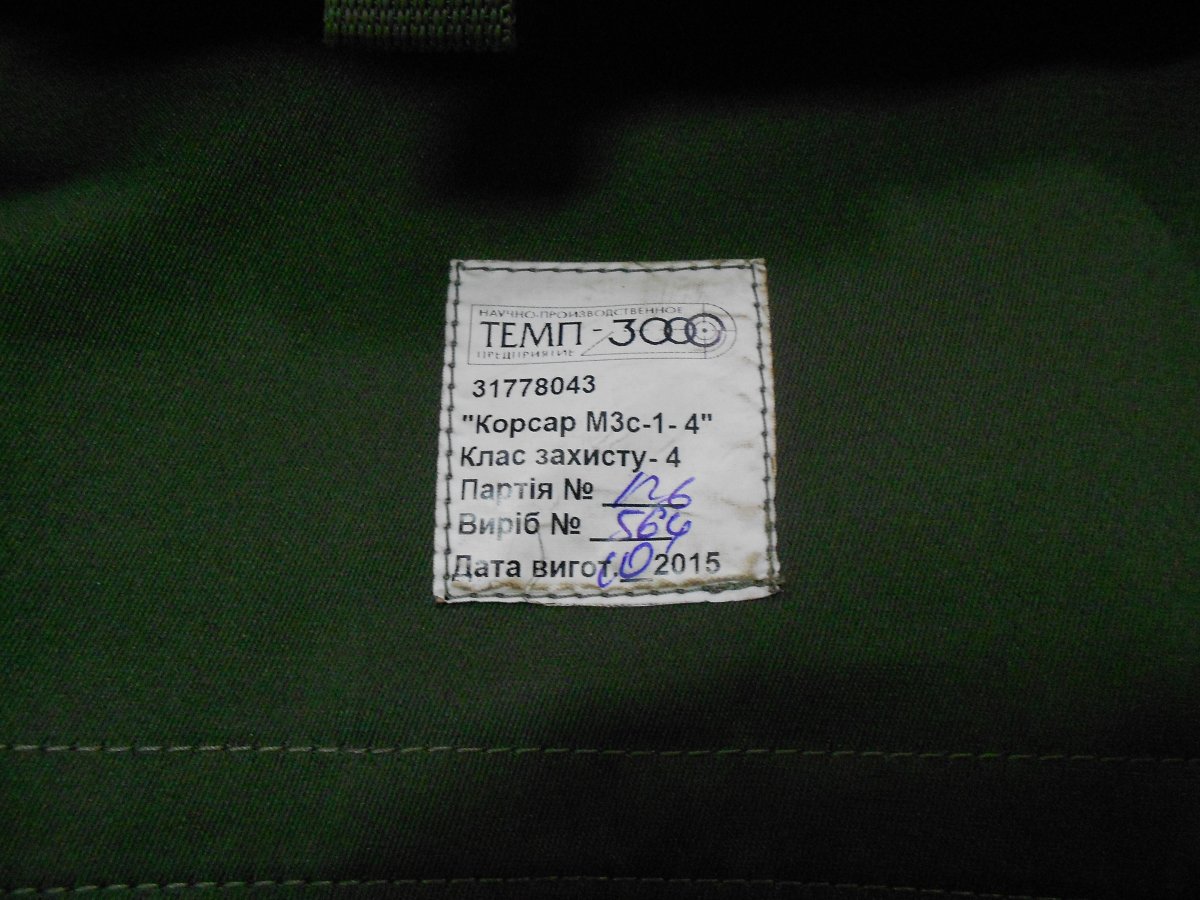 НАУЧНО-ПРОИЗВОДСТВЕННОЕ
ТЕМП-3000
ПРЕДПРИЯТИЕ
31778043
"Корсар М3с-1- 4"
Клас захисту- 4
Партія № 126
Виріб № 564
Дата вигот. 10 2015